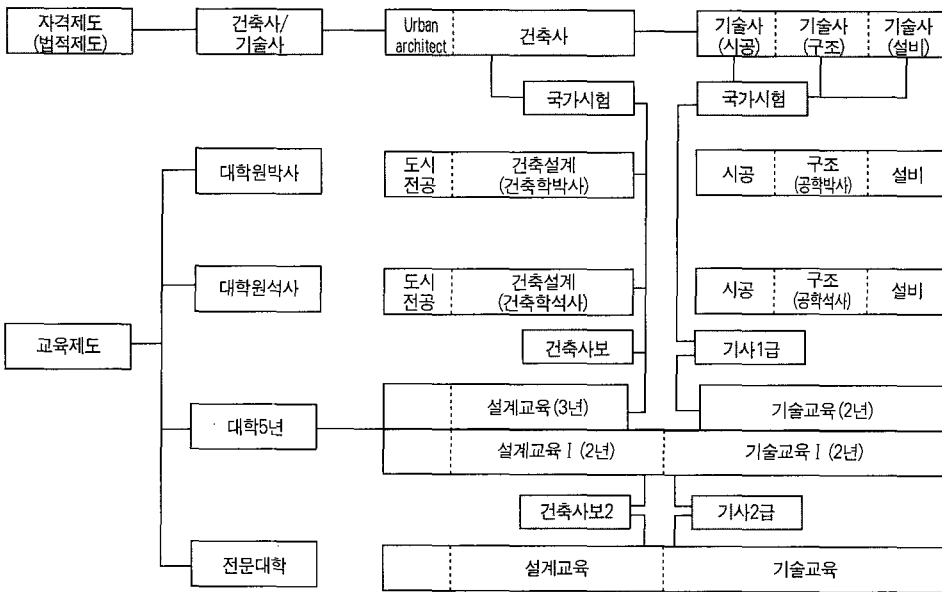 자격제도
(법적제도)
건축사/
기술사
Urban
architect
건축사
기술사
(시공)
기술사
(구조)
기술사
(설비)
국가시험
국가시험
대학원박사
도시
전공
건축설계
(건축학박사)
시공
구조
(공학박사)
설비
대학원석사
도시
전공
건축설계
(건축학석사)
시공
구조
(공학석사)
설비
교육제도
건축사보
기사1급
대학5년
설계교육 (3년)
기술교육 (2년)
설계교육 I (2년)
기술교육 I (2년)
건축사보2
기사2급
전문대학
설계교육
기술교육